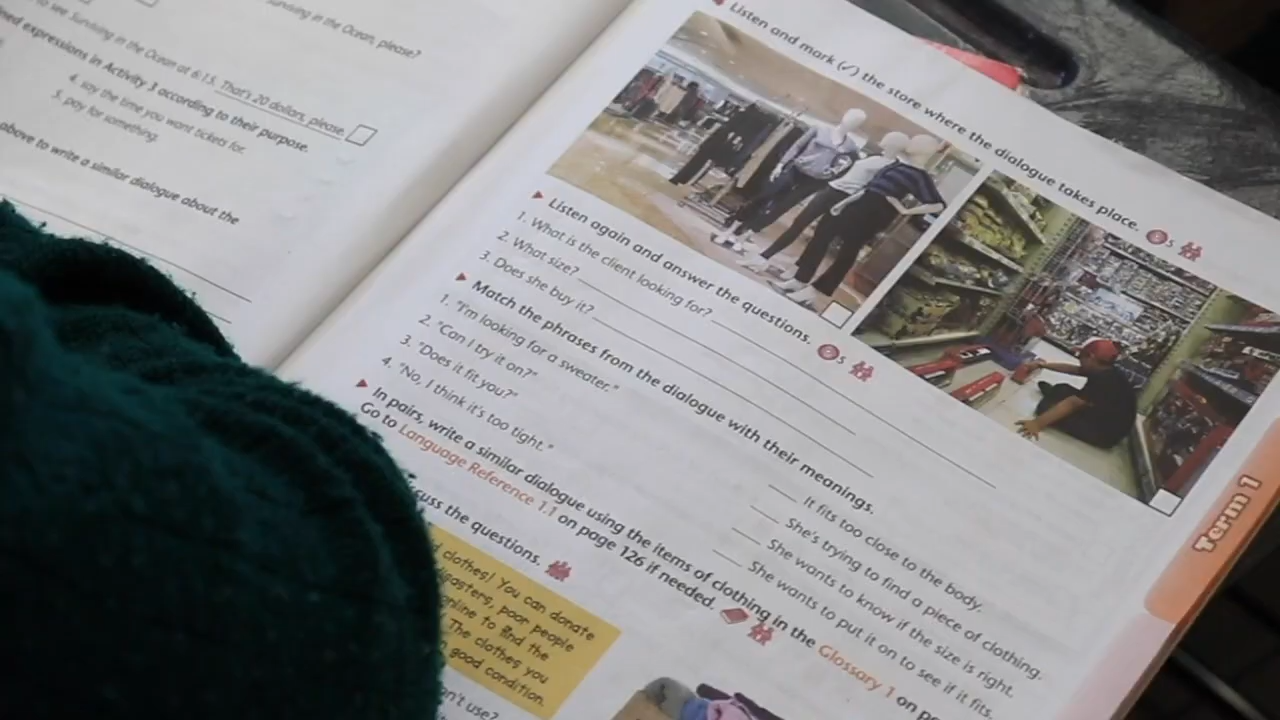 Surviving in the Ocean, please?
to see Surviving in the Ocean at 6:15. That's 20 dollars, please.
expressions in Activity 3 according to their purpose.
4. say the time you want tickets for.
5. pay for something.
above to write a similar dialogue about the
Listen and mark (✓) the store where the dialogue takes place. 5
Listen again and answer the questions. 5
1. What is the client looking for?
2. What size?
3. Does she buy it?
Match the phrases from the dialogue with their meanings.
1. "I'm looking for a sweater."
2. "Can I try it on?"
3. "Does it fit you?"
4. "No, I think it's too tight."
It fits too close to the body.
She's trying to find a piece of clothing.
She wants to know if the size is right.
She wants to put it on to see if it fits.
In pairs, write a similar dialogue using the items of clothing in the Glossary 1 on
Go to Language Reference 1.1 on page 126 if needed.
the questions.
clothes! You can donate
poor people
to find the
The clothes you
good condition.
use?
Term 1